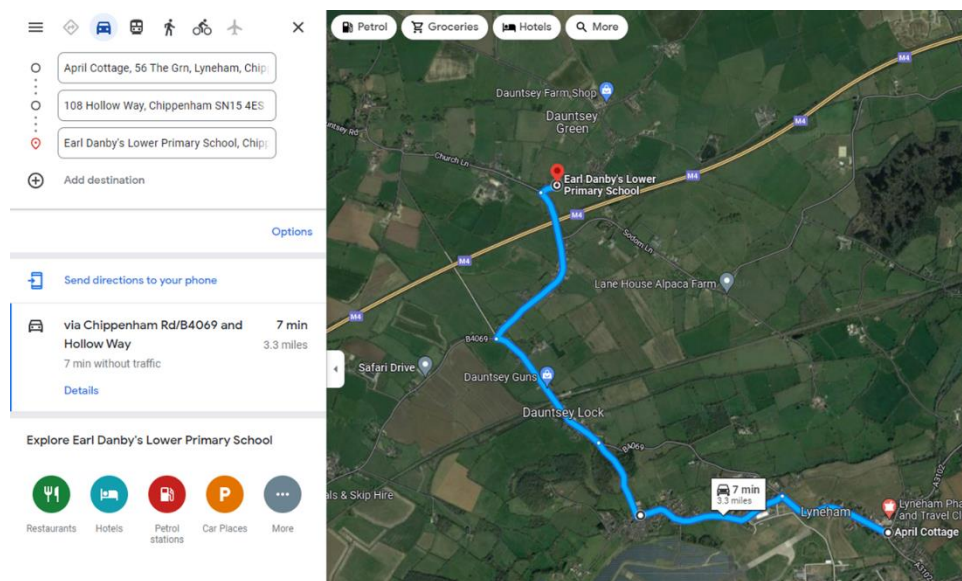 April Cottage, 56 The Grn, Lyneham, Chip
108 Hollow Way, Chippenham SN15 4ES
Earl Danby's Lower Primary School, Chip
Add destination
Options
Send directions to your phone
via Chippenham Rd/B4069 and
Hollow Way
7 min
3.3 miles
7 min without traffic
Details
Explore Earl Danby's Lower Primary School
Restaurants
Hotels
Petrol
stations
Car Places
More
Petrol
Groceries
Hotels
More
M4
Dauntsey Farm Shop
Dauntsey
Green
M4
untsey Rd
Church Ln
M4
Earl Danby's Lower
Primary School
M4
Sodom Ln
Lane House Alpaca Farm
M4
B4069
Safari Drive
Dauntsey Guns
Dauntsey Lock
B4069
als & Skip Hire
7 min
3.3 miles
A3102
Lyneham
Lyneham Pha
and Travel Cl
April Cottage
A3102